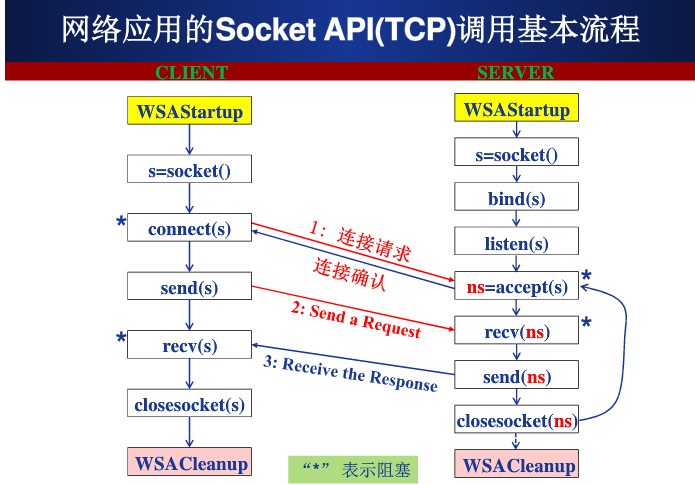 网络应用的Socket API(TCP)调用基本流程
CLIENT
SERVER
WSAStartup
s=socket()
*
connect(s)
send(s)
*
recv(s)
closesocket(s)
WSACleanup
1：连接请求
连接确认
2: Send a Request
3: Receive the Response
WSAStartup
s=socket()
bind(s)
listen(s)
ns=accept(s)
*
recv(ns)
*
send(ns)
closesocket(ns)
WSACleanup
“*” 表示阻塞